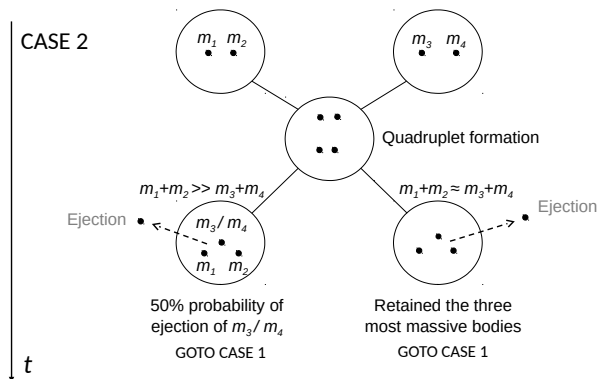 CASE 2
m1 m2
m3 m4
Quadruplet formation
m1+m2 >> m3+m4
m1+m2 ≈ m3+m4
Ejection
Ejection
m3 / m4
m1 m2
50% probability of
ejection of m3 / m4
GOTO CASE 1
Retained the three
most massive bodies
GOTO CASE 1
t